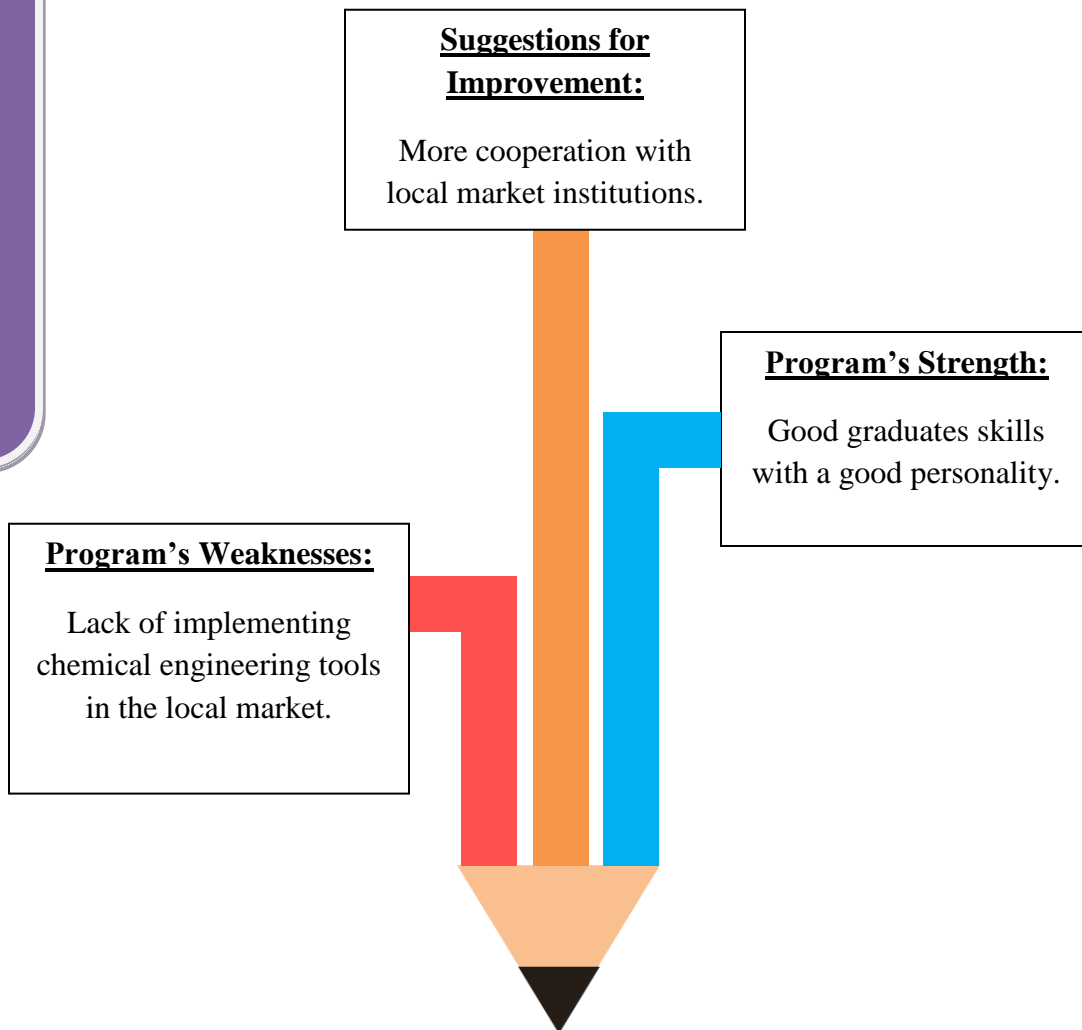 Suggestions for
Improvement:
More cooperation with
local market institutions.
Program’s Strength:
Good graduates skills
with a good personality.
Program’s Weaknesses:
Lack of implementing
chemical engineering tools
in the local market.